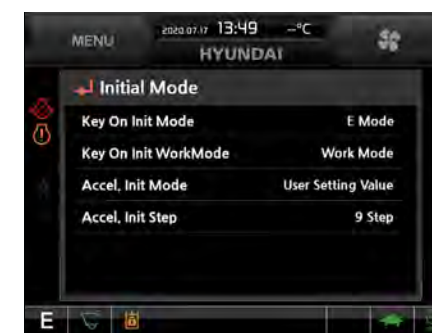 MENU
2020.07.17 13:49 --°C
HYUNDAI
Initial Mode
Key On Init Mode E Mode
Key On Init WorkMode Work Mode
Accel, Init Mode User Setting Value
Accel, Init Step 9 Step
E